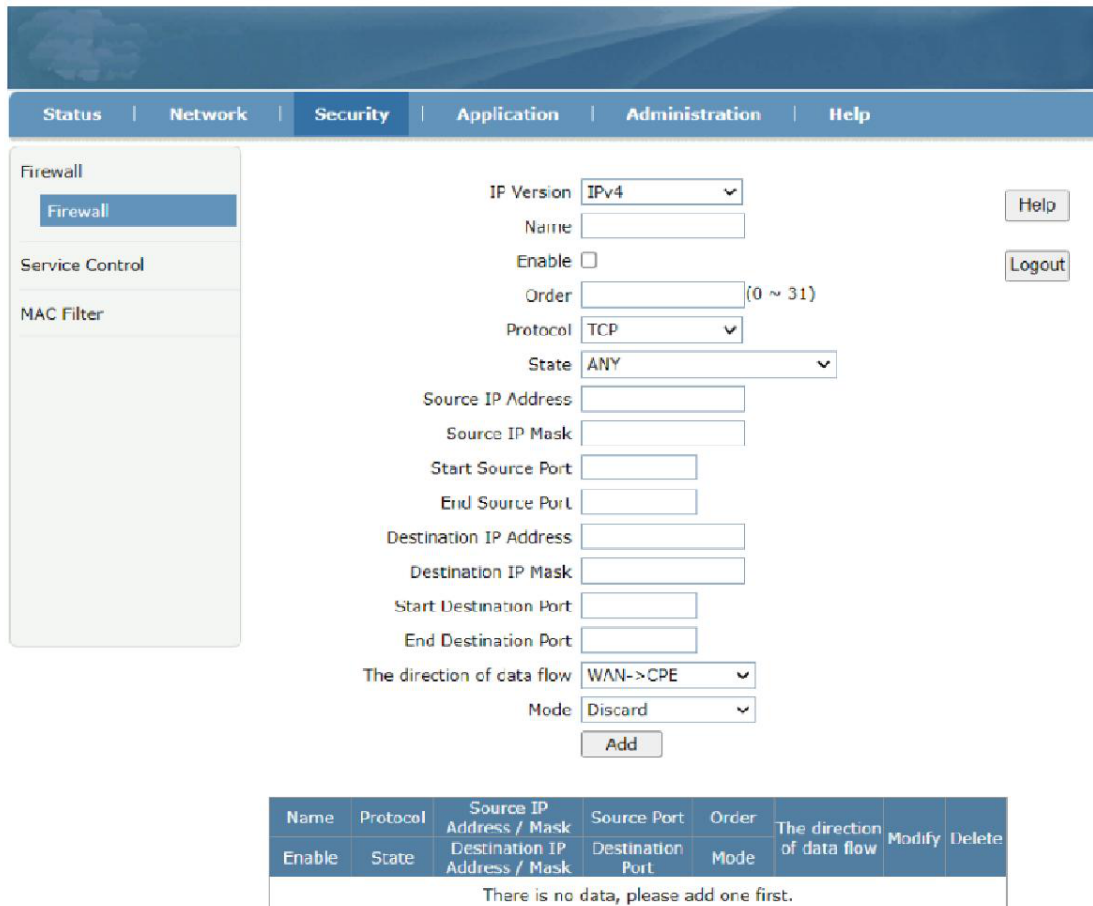 Status | Network | Security | Application | Administration | Help
Firewall
Firewall
Service Control
MAC Filter
IP Version IPv4
Name
Enable
Order (0 ~ 31)
Protocol TCP
State ANY
Source IP Address
Source IP Mask
Start Source Port
End Source Port
Destination IP Address
Destination IP Mask
Start Destination Port
End Destination Port
The direction of data flow WAN->CPE
Mode Discard
Add
Help
Logout
Name Protocol Source IP Address / Mask Source Port Order The direction of data flow Modify Delete
Enable State Destination IP Address / Mask Destination Port Mode
There is no data, please add one first.